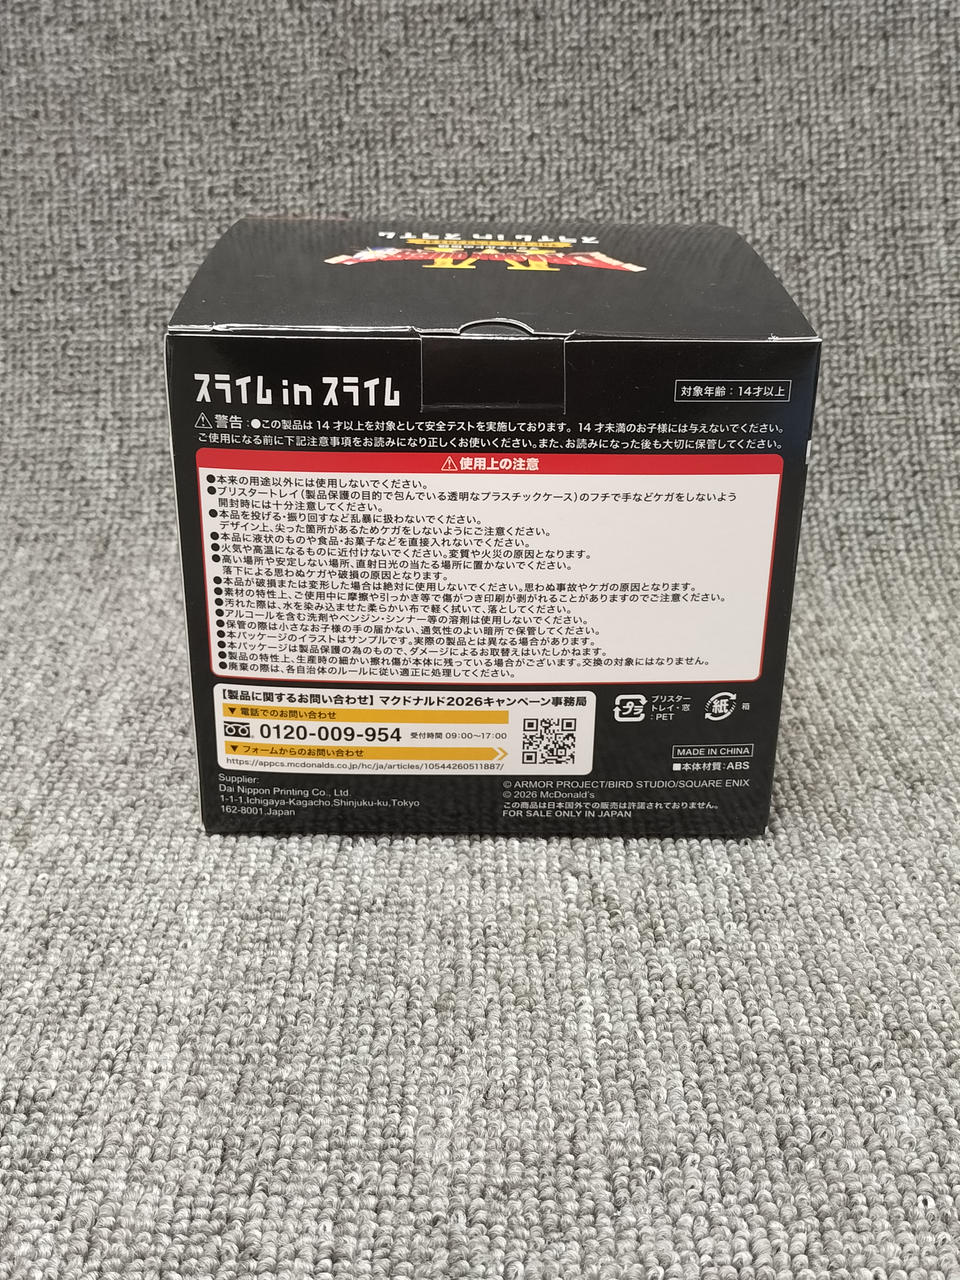 スライム in スライム
スライム in スライム
対象年齢：14才以上
警告：●この製品は 14 才以上を対象として安全テストを実施しております。14 才未満のお子様には与えないでください。
ご使用になる前に下記注意事項をお読みになり正しくお使いください。また、お読みになった後も大切に保管してください。
使用上の注意
●本来の用途以外には使用しないでください。
●ブリスタートレイ（製品保護の目的で包んでいる透明なプラスチックケース）のフチで手などケガをしないよう
開封時には十分注意してください。
●本品を投げる・振り回すなど乱暴に扱わないでください。
デザイン上、尖った箇所があるためケガをしないようにご注意ください。
●本品に液状のものや食品・お菓子などを直接入れないでください。
●火気や高温になるものに近付けないでください。変質や火災の原因となります。
●高い場所や安定しない場所、直射日光の当たる場所に置かないでください。
落下による思わぬケガや破損の原因となります。
●本品が破損または変形した場合は絶対に使用しないでください。思わぬ事故やケガの原因となります。
●素材の特性上、ご使用中に摩擦や引っかき等で傷がつき印刷が剥がれることがありますのでご注意ください。
●汚れた際は、水を染み込ませた柔らかい布で軽く拭いて、落としてください。
●アルコールを含む洗剤やベンジン・シンナー等の溶剤は使用しないでください。
●保管の際は小さなお子様の手の届かない、通気性のよい暗所で保管してください。
●本パッケージのイラストはサンプルです。実際の製品とは異なる場合があります。
●本パッケージは製品保護の為のもので、ダメージによるお取替えはいたしかねます。
●製品の特性上、生産時の細かい擦れ傷が本体に残っている場合がございます。交換の対象にはなりません。
●廃棄の際は、各自治体のルールに従い適正に処理してください。
【製品に関するお問い合わせ】マクドナルド2026キャンペーン事務局
▼ 電話でのお問い合わせ
0120-009-954 受付時間 09:00～17:00
▼ フォームからのお問い合わせ
https://appcs.mcdonalds.co.jp/hc/ja/articles/10544260511887/
プラ
ブリスター
トレイ・窓
：PET
紙
箱
MADE IN CHINA
■本体材質：ABS
Supplier:
Dai Nippon Printing Co., Ltd.
1-1-1,Ichigaya-Kagacho,Shinjuku-ku,Tokyo
162-8001,Japan
© ARMOR PROJECT/BIRD STUDIO/SQUARE ENIX
© 2026 McDonald's
この商品は日本国外での販売は許諾されておりません。
FOR SALE ONLY IN JAPAN